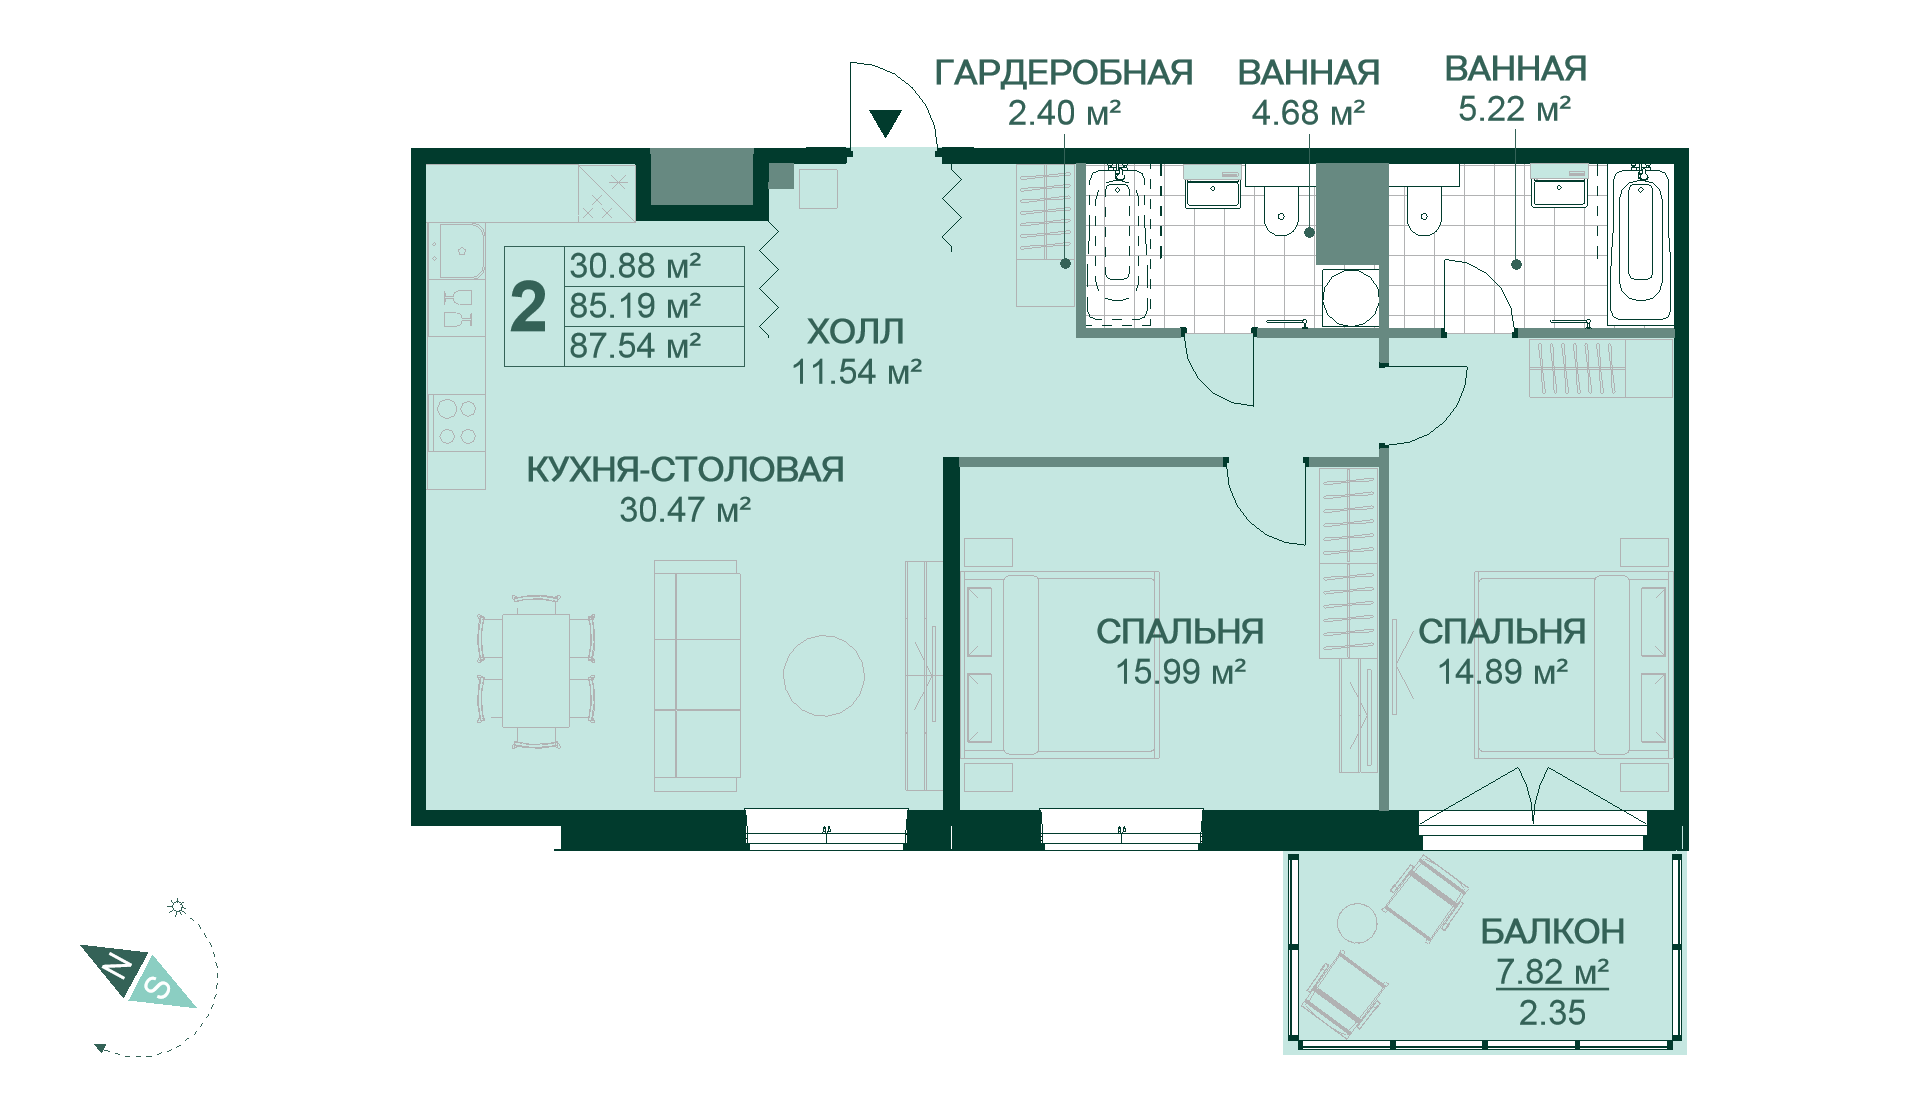 ГАРДЕРОБНАЯ
2.40 м²
ВАННАЯ
4.68 м²
ВАННАЯ
5.22 м²
2
30.88 м²
85.19 м²
87.54 м²
ХОЛЛ
11.54 м²
КУХНЯ-СТОЛОВАЯ
30.47 м²
СПАЛЬНЯ
15.99 м²
СПАЛЬНЯ
14.89 м²
БАЛКОН
7.82 м²
2.35
N
S